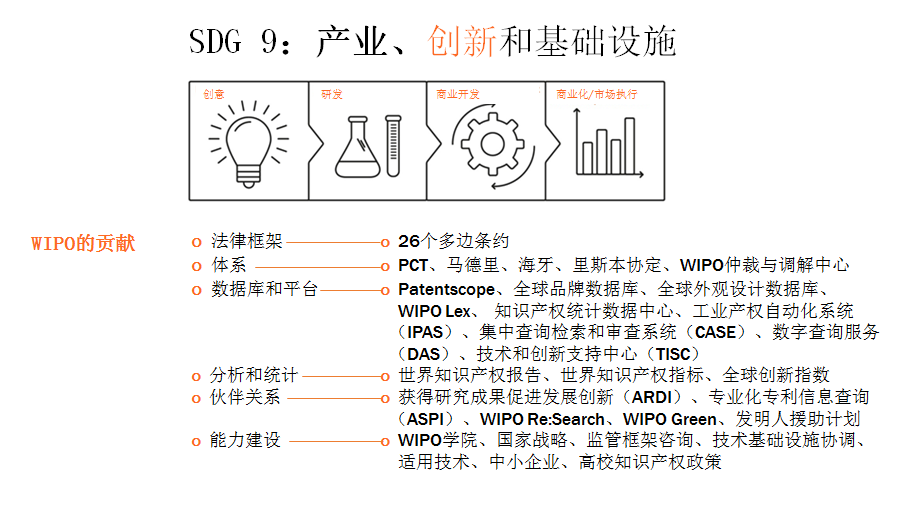 SDG 9：产业、创新和基础设施
创意
研发
商业开发
商业化/市场执行
WIPO的贡献
o 法律框架 o 26个多边条约
o 体系 o PCT、马德里、海牙、里斯本协定、WIPO仲裁与调解中心
o 数据库和平台 o Patentscope、全球品牌数据库、全球外观设计数据库、
WIPO Lex、 知识产权统计数据中心、工业产权自动化系统
（IPAS）、集中查询检索和审查系统（CASE）、数字查询服务
（DAS）、技术和创新支持中心（TISC）
o 分析和统计 o 世界知识产权报告、世界知识产权指标、全球创新指数
o 伙伴关系 o 获得研究成果促进发展创新（ARDI）、专业化专利信息查询
（ASPI）、WIPO Re:Search、WIPO Green、发明人援助计划
o 能力建设 o WIPO学院、国家战略、监管框架咨询、技术基础设施协调、
适用技术、中小企业、高校知识产权政策